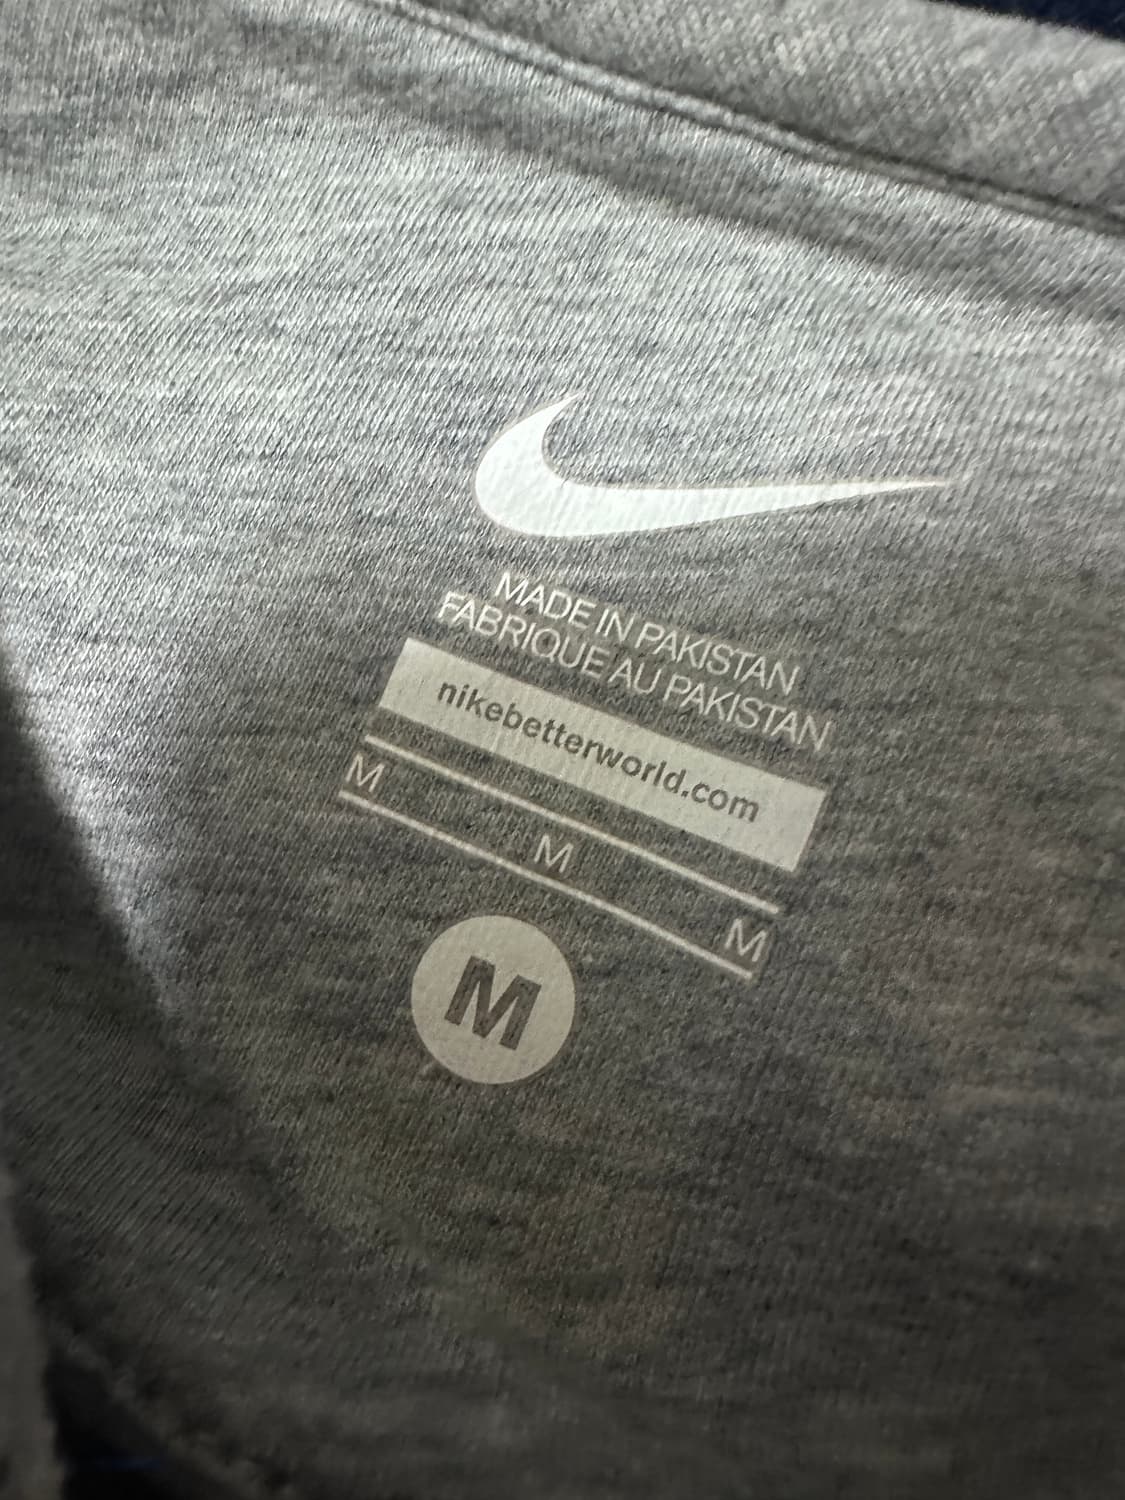 MADE IN PAKISTAN
FABRIQUE AU PAKISTAN
nikebetterworld.com
M M M
M